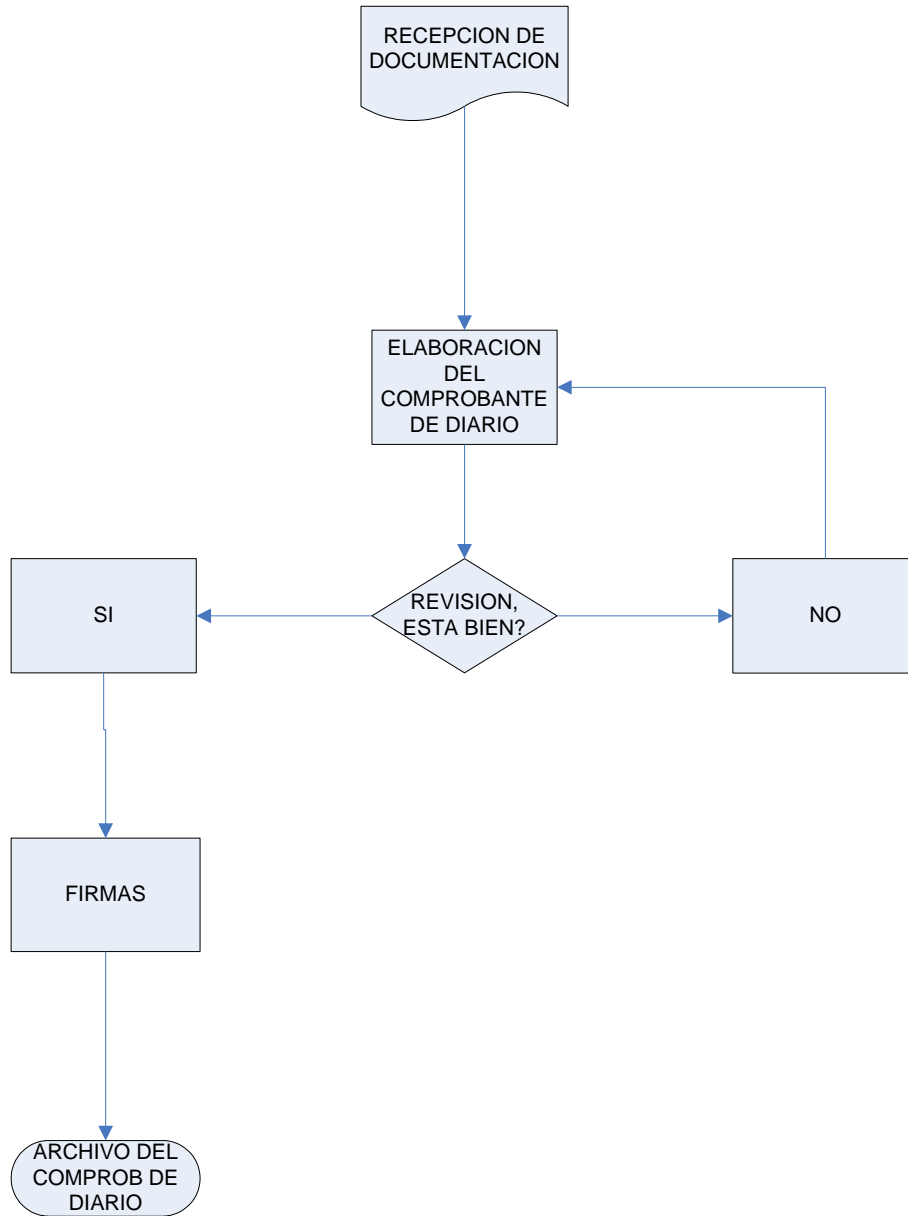 RECEPCION DE
DOCUMENTACION
ELABORACION
DEL
COMPROBANTE
DE DIARIO
SI
REVISION,
ESTA BIEN?
NO
FIRMAS
ARCHIVO DEL
COMPROB DE
DIARIO